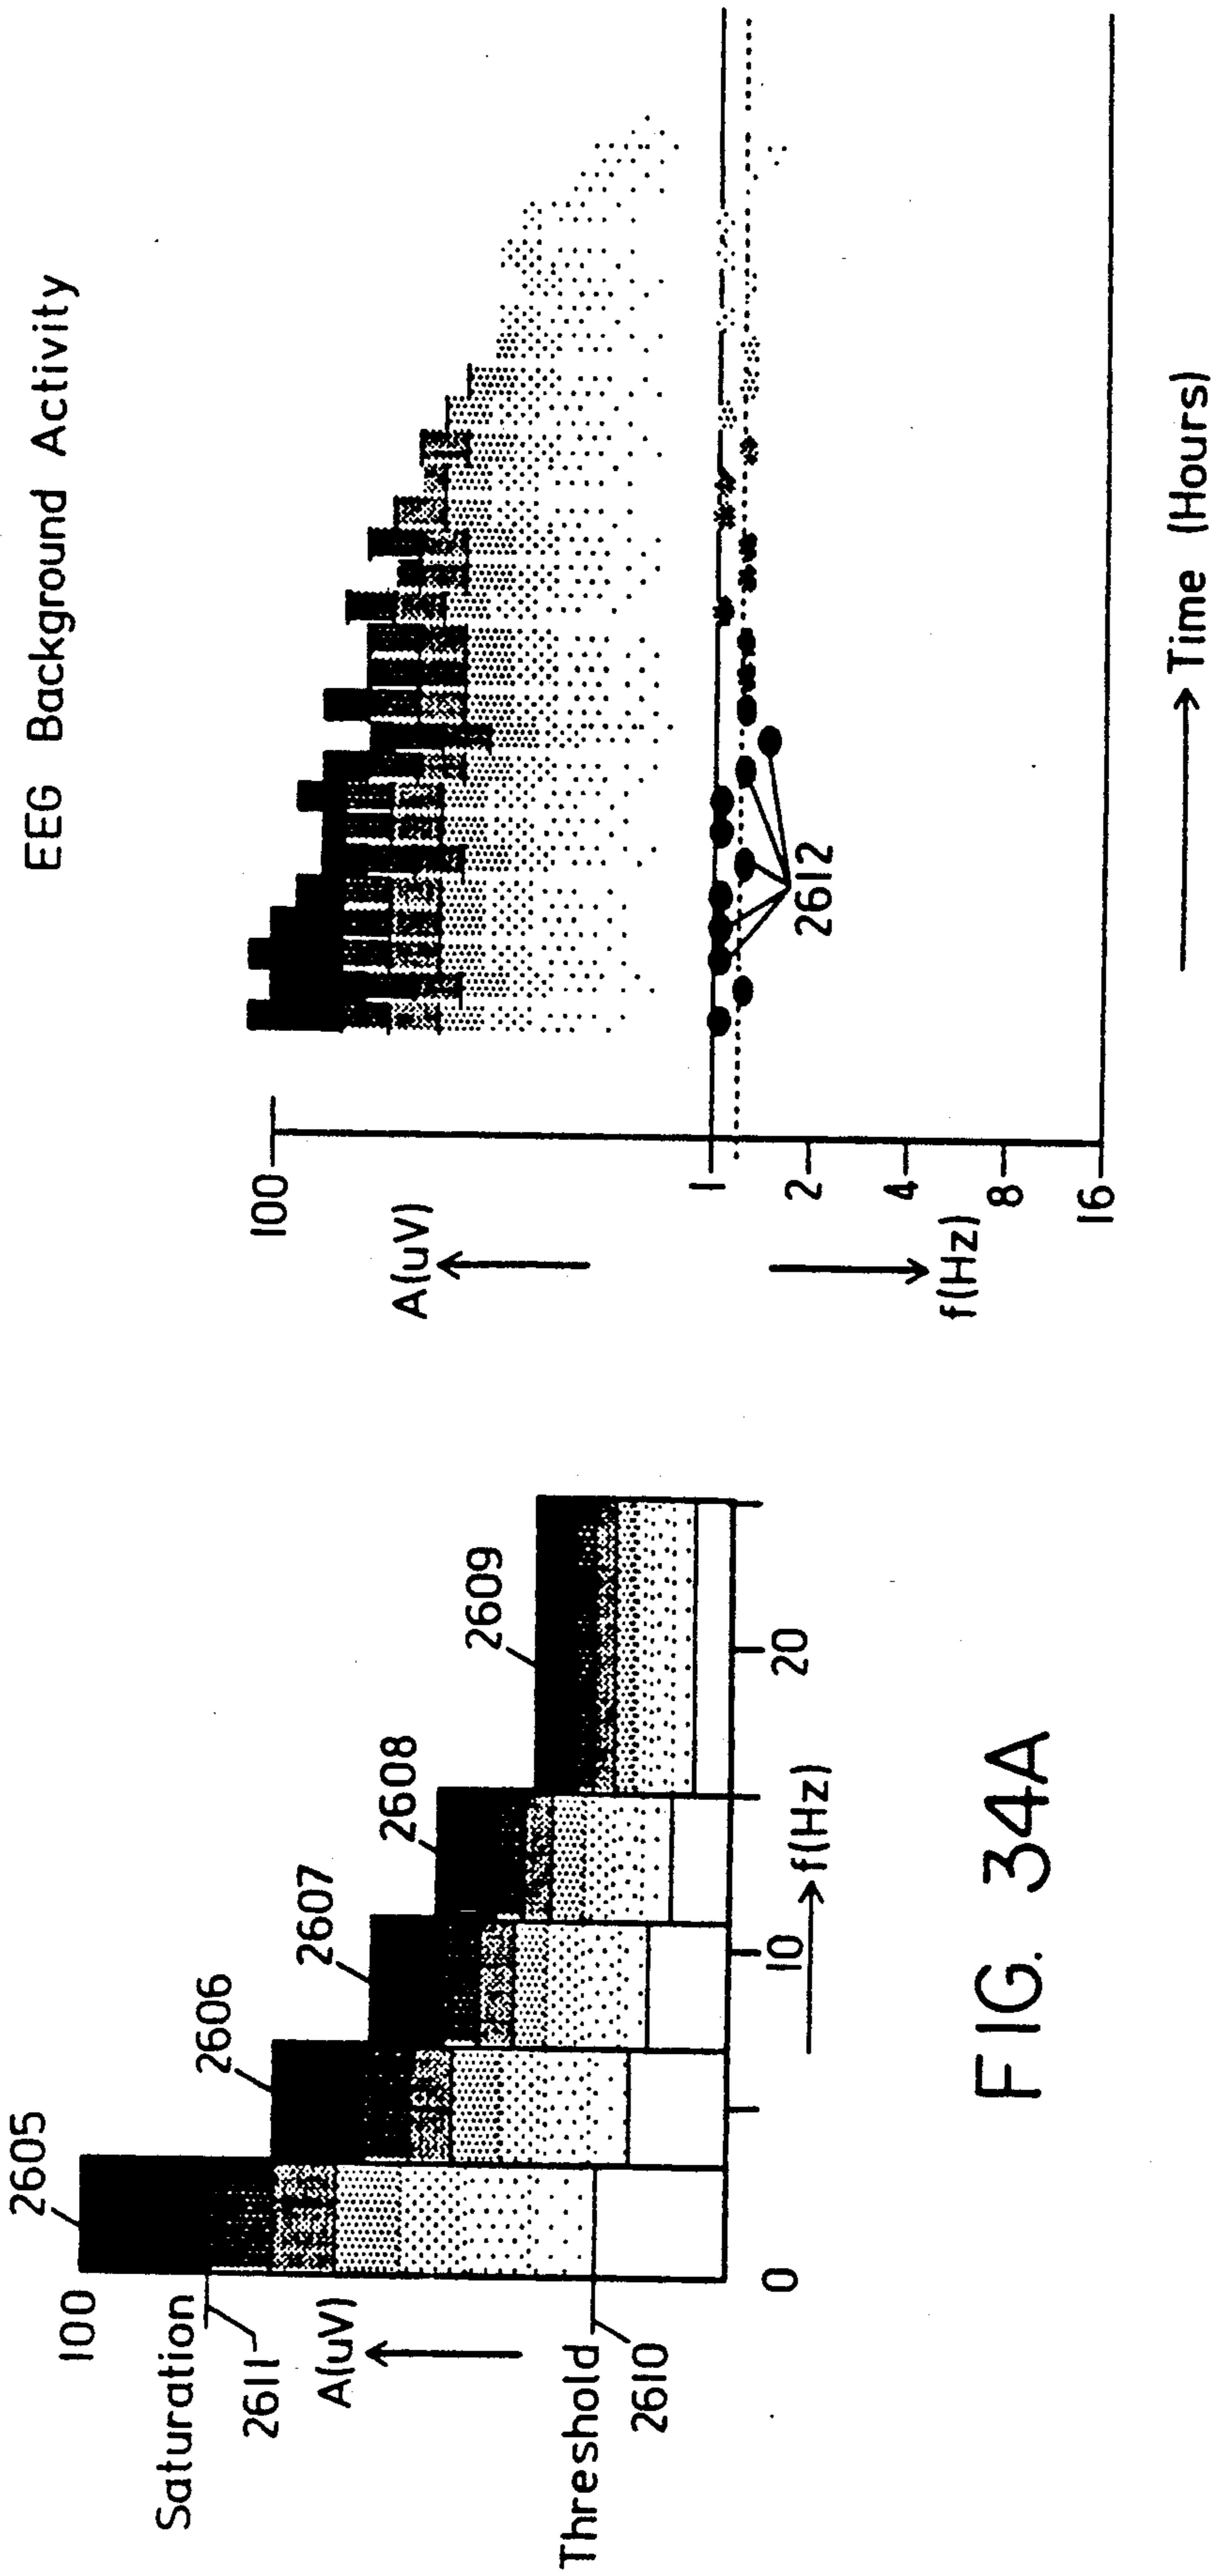 EEG Background Activity
100
A(uV)
1
2
4
8
16
f(Hz)
2612
Time (Hours)
2605
2606
2607
2608
2609
100
Saturation
2611
A(uV)
Threshold
2610
0
10
20
f(Hz)
FIG. 34A